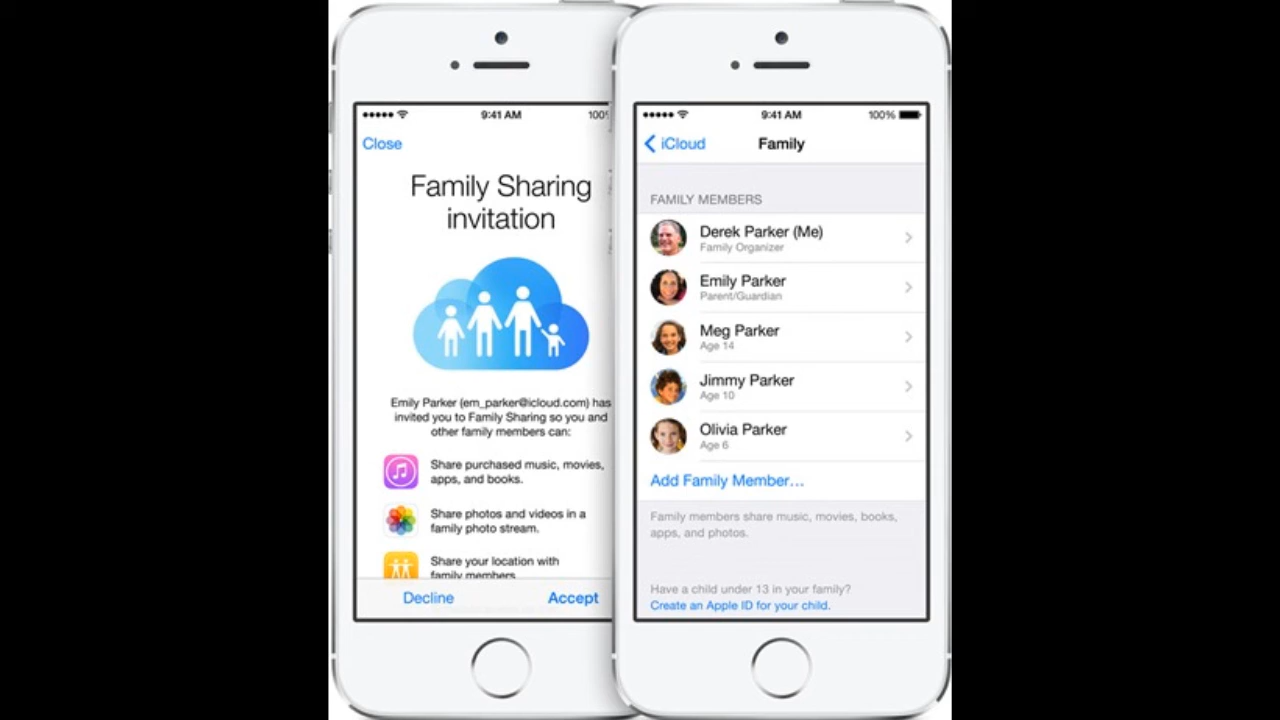 9:41 AM
Close
Family Sharing
invitation
Emily Parker (em_parker@icloud.com) has
invited you to Family Sharing so you and
other family members can:
Share purchased music, movies,
apps, and books.
Share photos and videos in a
family photo stream.
Share your location with
family members
Decline
Accept
9:41 AM
100%
iCloud
Family
FAMILY MEMBERS
Derek Parker (Me)
Family Organizer
Emily Parker
Parent/Guardian
Meg Parker
Age 14
Jimmy Parker
Age 10
Olivia Parker
Age 6
Add Family Member...
Family members share music, movies, books,
apps, and photos.
Have a child under 13 in your family?
Create an Apple ID for your child.